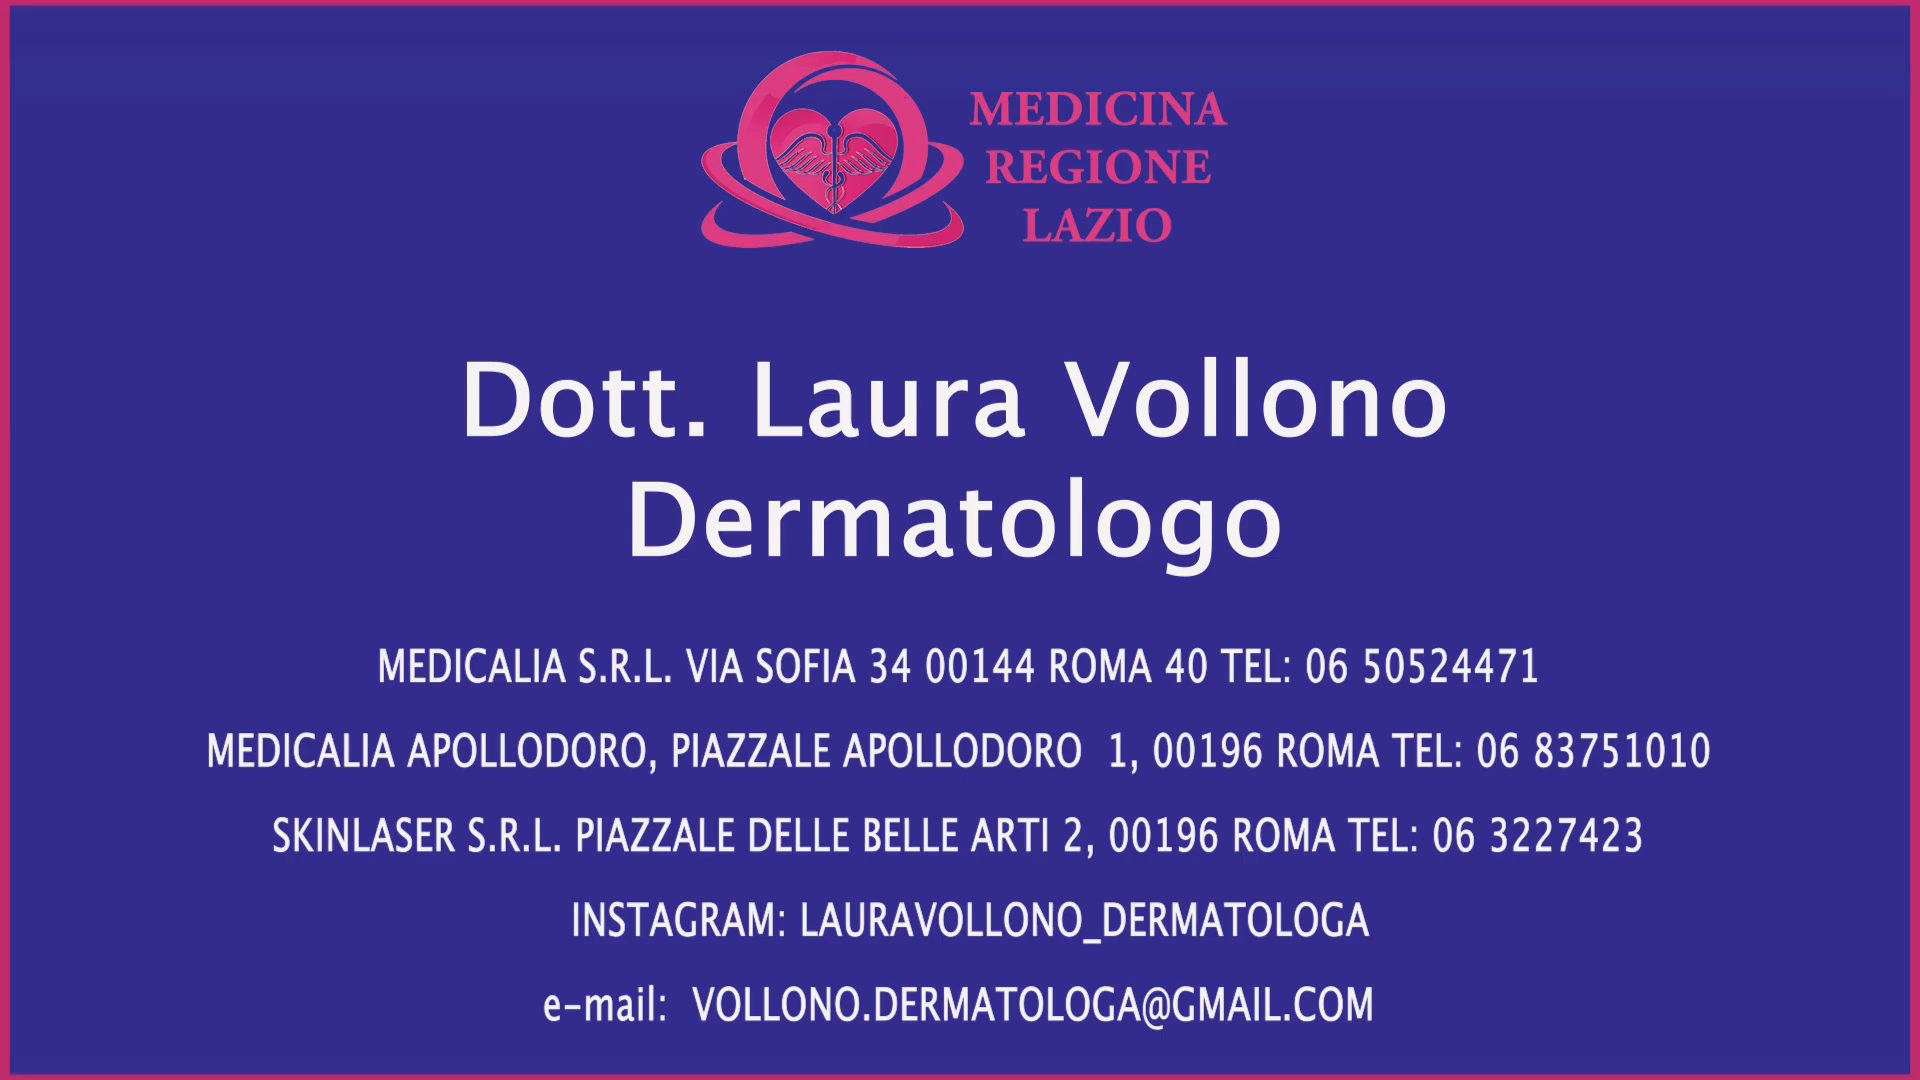 MEDICINA
REGIONE
LAZIO
Dott. Laura Vollono
Dermatologo
MEDICALIA S.R.L. VIA SOFIA 34 00144 ROMA 40 TEL: 06 50524471
MEDICALIA APOLLODORO, PIAZZALE APOLLODORO  1, 00196 ROMA TEL: 06 83751010
SKINLASER S.R.L. PIAZZALE DELLE BELLE ARTI 2, 00196 ROMA TEL: 06 3227423
INSTAGRAM: LAURAVOLLONO_DERMATOLOGA
e-mail:  VOLLONO.DERMATOLOGA@GMAIL.COM